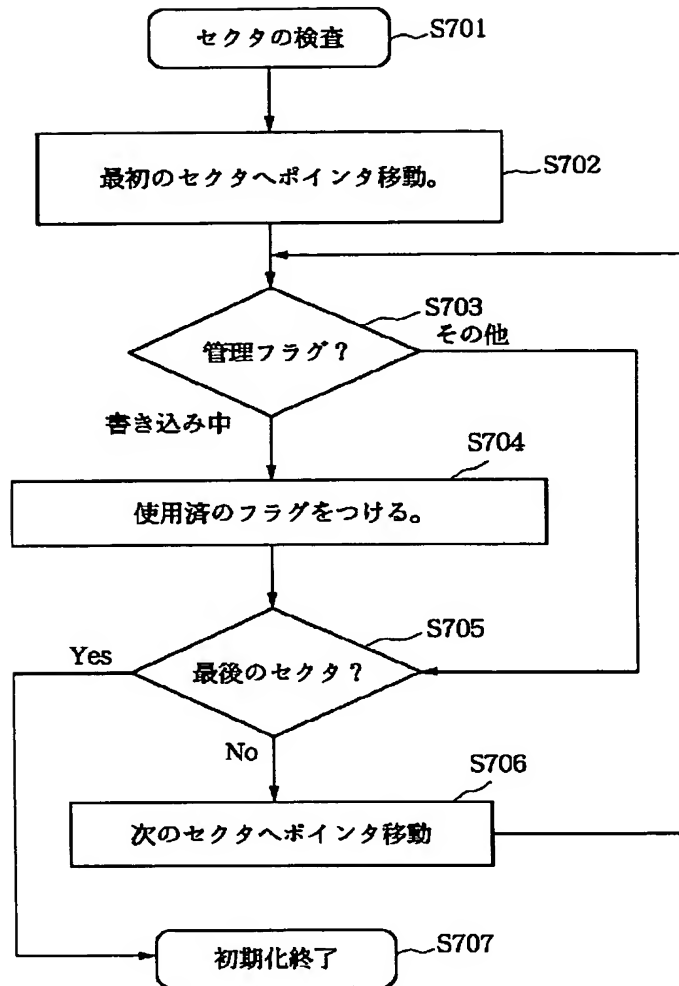 セクタの検査
S701
最初のセクタへポインタ移動。
S702
S703
管理フラグ？
その他
書き込み中
S704
使用済のフラグをつける。
S705
Yes
最後のセクタ？
No
S706
次のセクタへポインタ移動
初期化終了
S707